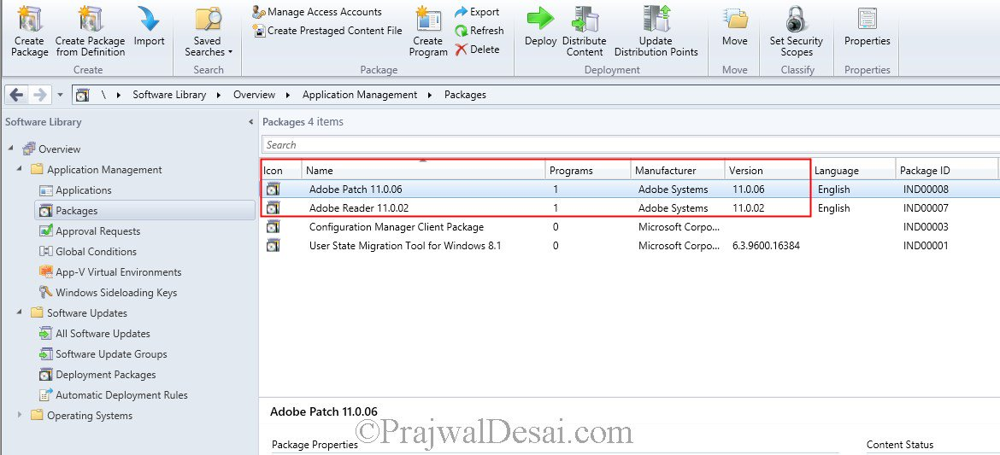 Create Package
Create Package from Definition
Import
Create
Saved Searches
Search
Manage Access Accounts
Create Prestaged Content File
Create Program
Export
Refresh
Delete
Package
Deploy
Distribute Content
Update Distribution Points
Deployment
Move
Move
Set Security Scopes
Classify
Properties
Properties
\ Software Library Overview Application Management Packages
Software Library
Overview
Application Management
Applications
Packages
Approval Requests
Global Conditions
App-V Virtual Environments
Windows Sideloading Keys
Software Updates
All Software Updates
Software Update Groups
Deployment Packages
Automatic Deployment Rules
Operating Systems
Packages 4 items
Search
Icon Name Programs Manufacturer Version Language Package ID
Adobe Patch 11.0.06 1 Adobe Systems 11.0.06 English IND00008
Adobe Reader 11.0.02 1 Adobe Systems 11.0.02 English IND00007
Configuration Manager Client Package 0 Microsoft Corpo... IND00003
User State Migration Tool for Windows 8.1 0 Microsoft Corpo... 6.3.9600.16384 IND00001
Adobe Patch 11.0.06
©PrajwalDesai.com
Package Properties Content Status